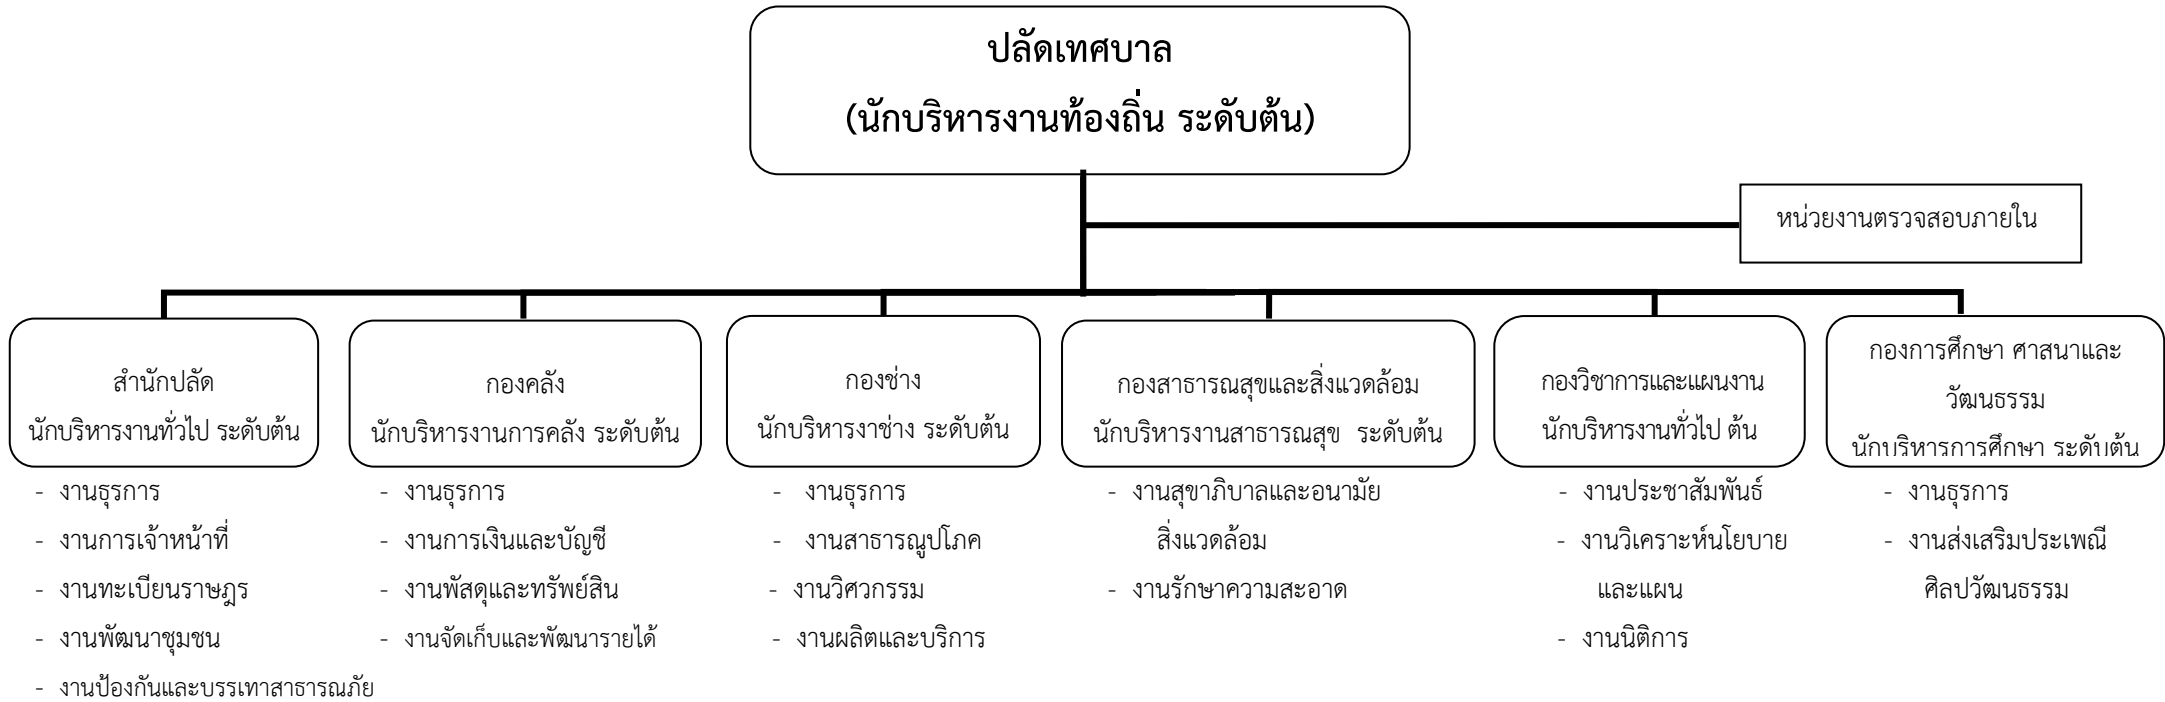 ปลัดเทศบาล
(นักบริหารงานท้องถิ่น ระดับต้น)
หน่วยงานตรวจสอบภายใน
สำนักปลัด
นักบริหารงานทั่วไป ระดับต้น
- งานธุรการ
- งานการเจ้าหน้าที่
- งานทะเบียนราษฎร
- งานพัฒนาชุมชน
- งานป้องกันและบรรเทาสาธารณภัย
กองคลัง
นักบริหารงานการคลัง ระดับต้น
- งานธุรการ
- งานการเงินและบัญชี
- งานพัสดุและทรัพย์สิน
- งานจัดเก็บและพัฒนารายได้
กองช่าง
นักบริหารงาช่าง ระดับต้น
- งานธุรการ
- งานสาธารณูปโภค
- งานวิศวกรรม
- งานผลิตและบริการ
กองสาธารณสุขและสิ่งแวดล้อม
นักบริหารงานสาธารณสุข ระดับต้น
- งานสุขาภิบาลและอนามัย
สิ่งแวดล้อม
- งานรักษาความสะอาด
กองวิชาการและแผนงาน
นักบริหารงานทั่วไป ต้น
- งานประชาสัมพันธ์
- งานวิเคราะห์นโยบาย
และแผน
- งานนิติการ
กองการศึกษา ศาสนาและ
วัฒนธรรม
นักบริหารการศึกษา ระดับต้น
- งานธุรการ
- งานส่งเสริมประเพณี
ศิลปวัฒนธรรม